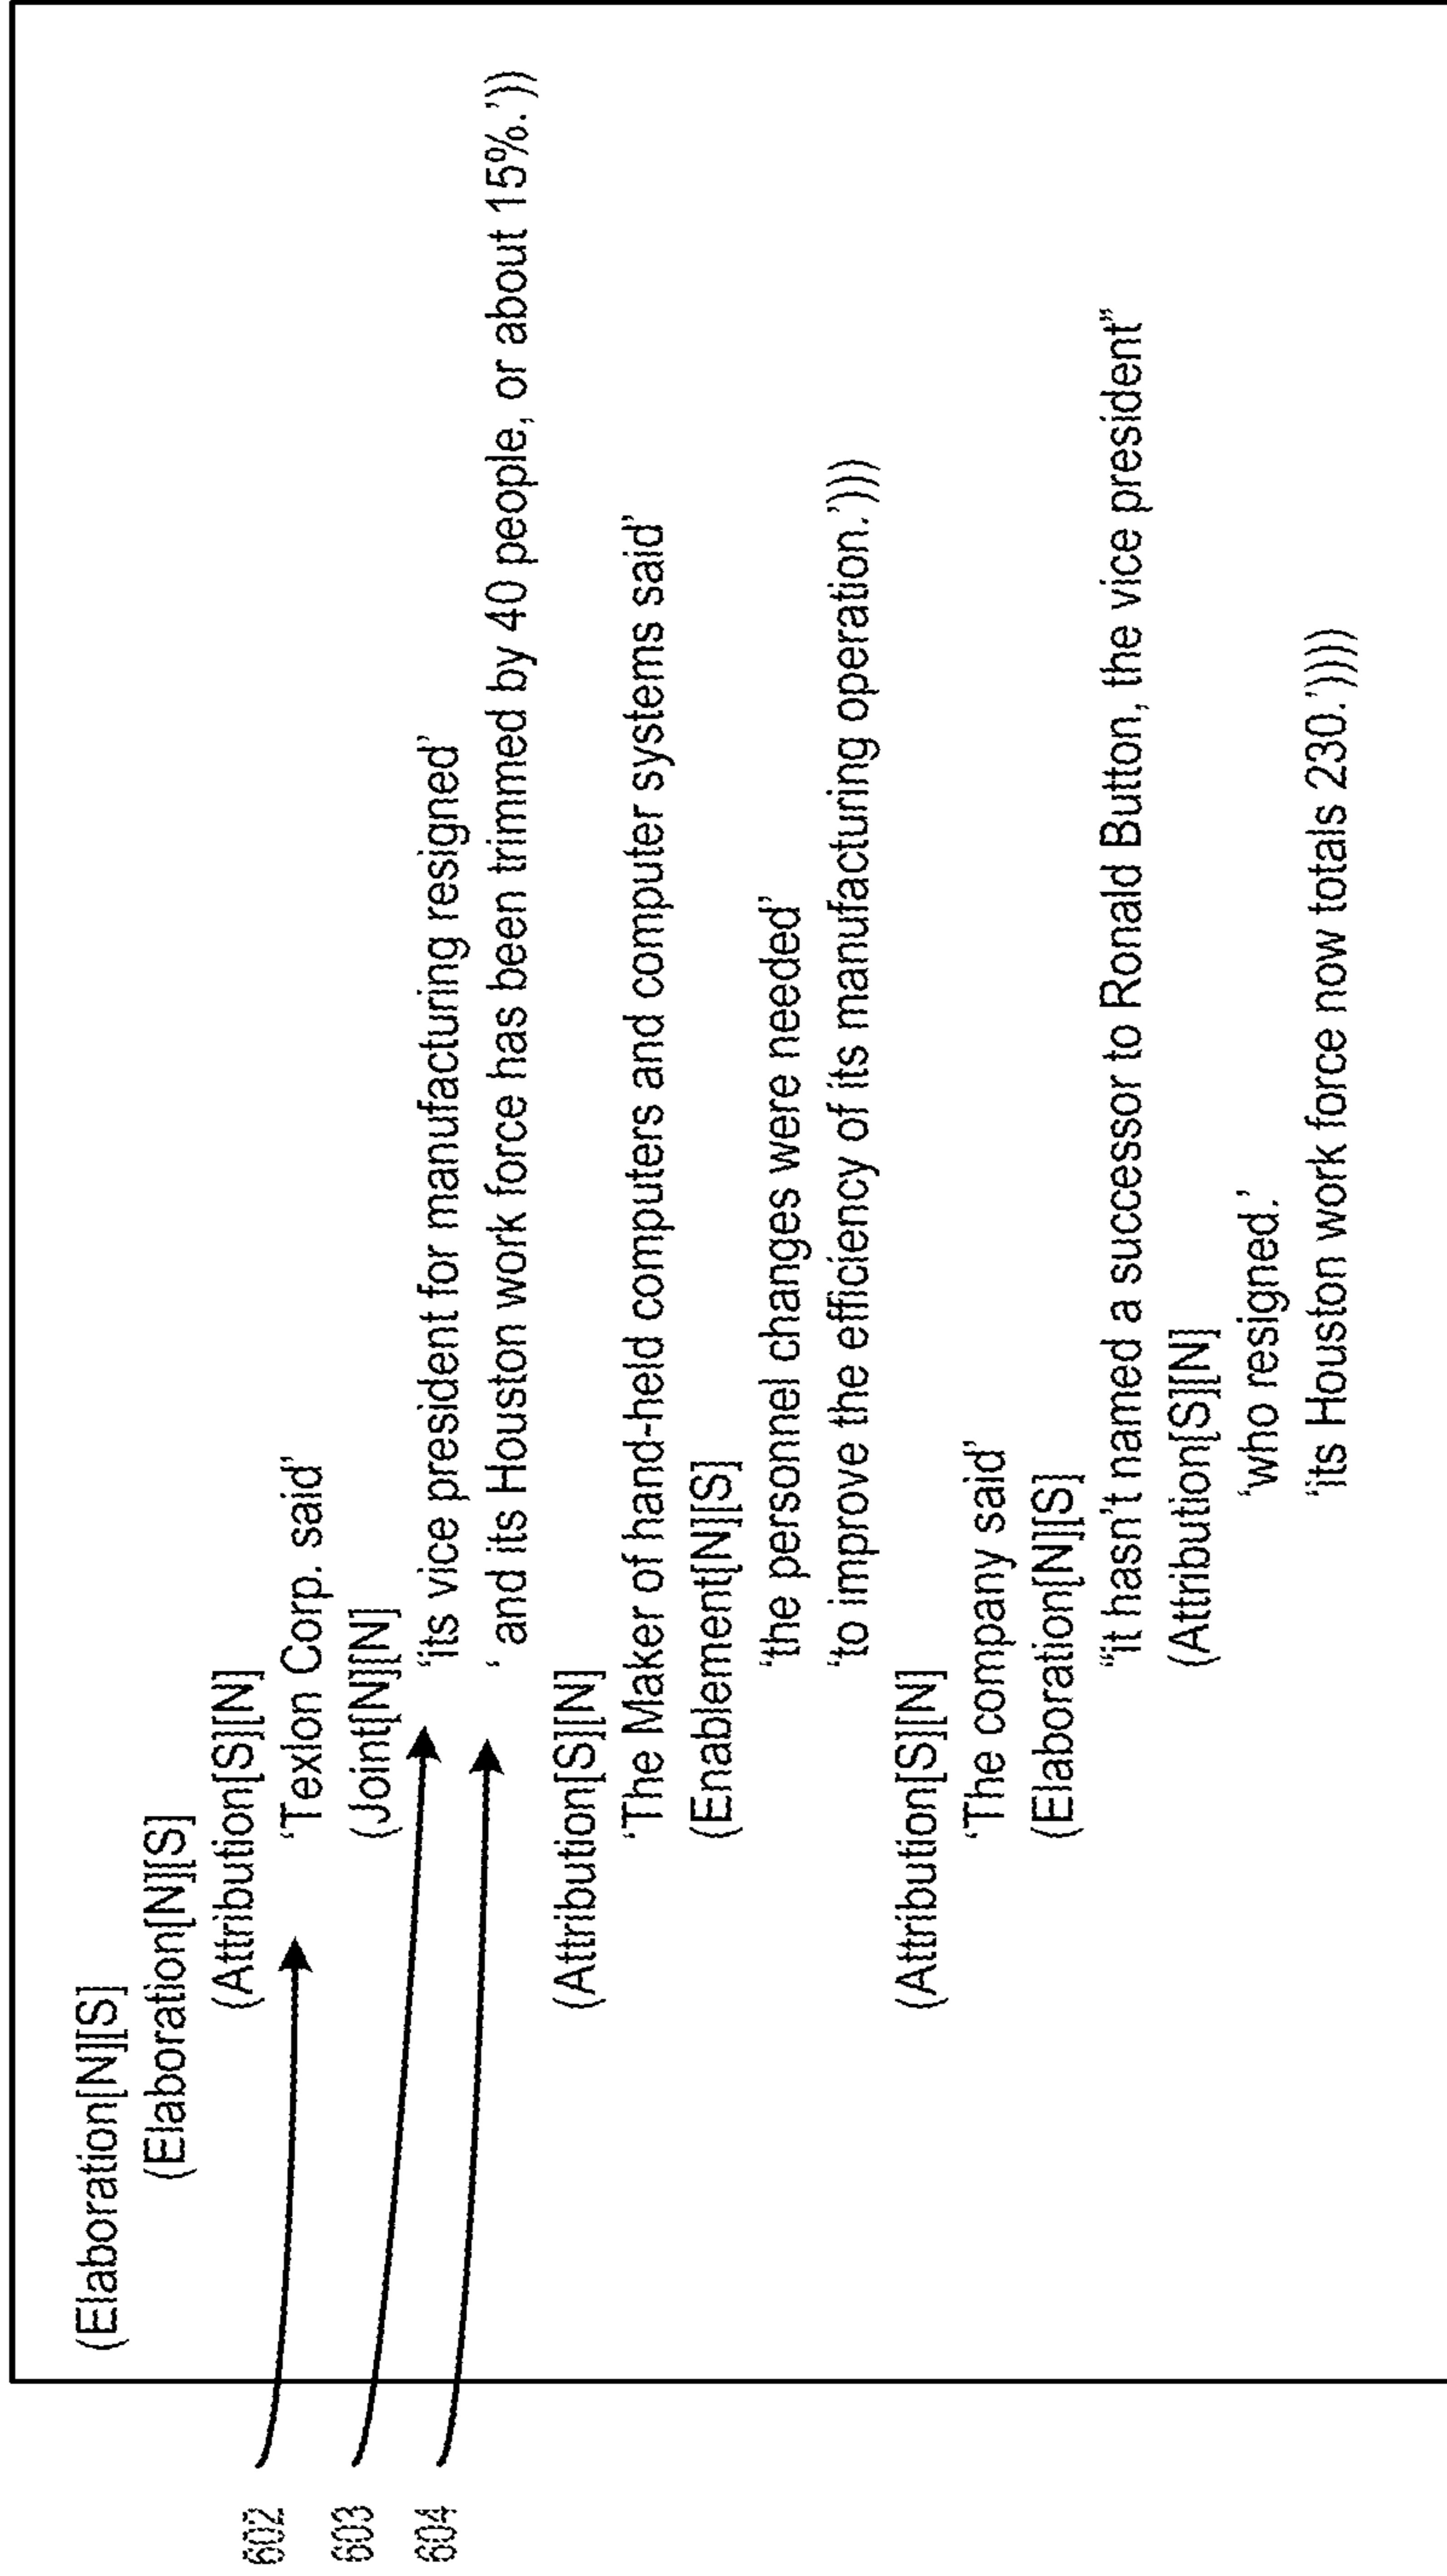 (Elaboration[N][S]
(Elaboration[N][S]
(Attribution[S][N]
602
'Texlon Corp. said'
(Joint[N][N]
603
'its vice president for manufacturing resigned'
604
' and its Houston work force has been trimmed by 40 people, or about 15%.'))
(Attribution[S][N]
'The Maker of hand-held computers and computer systems said'
(Enablement[N][S]
'the personnel changes were needed'
'to improve the efficiency of its manufacturing operation.')))
(Attribution[S][N]
'The company said'
(Elaboration[N][S]
"'it hasn't named a successor to Ronald Button, the vice president"
(Attribution[S][N]
'who resigned.'
'its Houston work force now totals 230.'))))